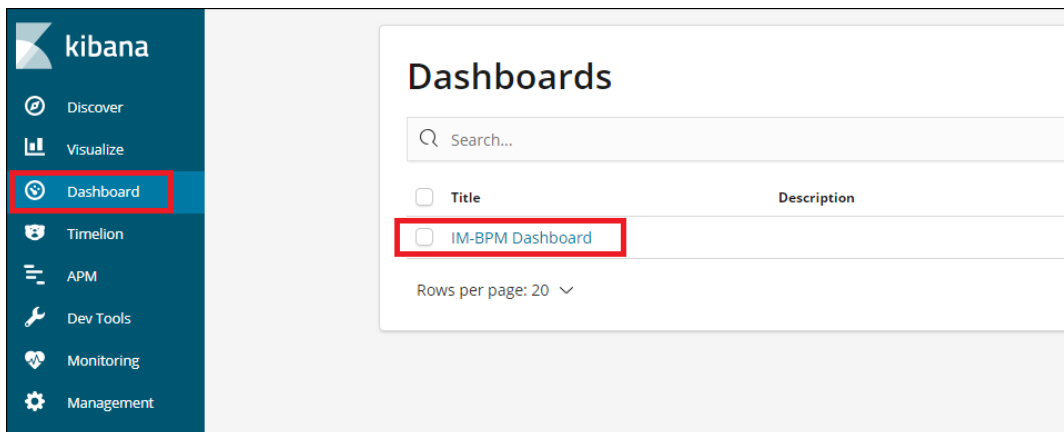 kibana
Discover
Visualize
Dashboard
Timelion
APM
Dev Tools
Monitoring
Management
Dashboards
Search...
Title Description
IM-BPM Dashboard
Rows per page: 20